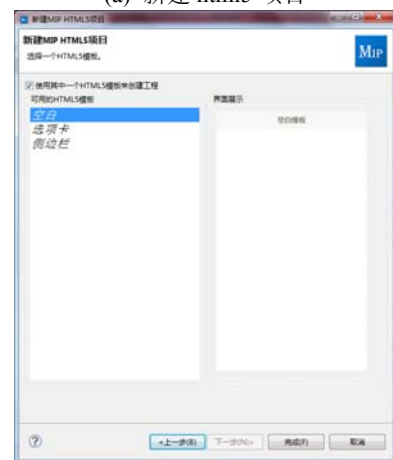 (a) 新建 html5 项目
新建MIP HTML5项目
新建MIP HTML5项目
选择一个HTML5模板。
MIP
使用其中一个HTML5模板来创建工程
可用的HTML5模板
界面展示
空白
选项卡
侧边栏
空白模板
<上一步(B)
下一步(N)>
完成(F)
取消